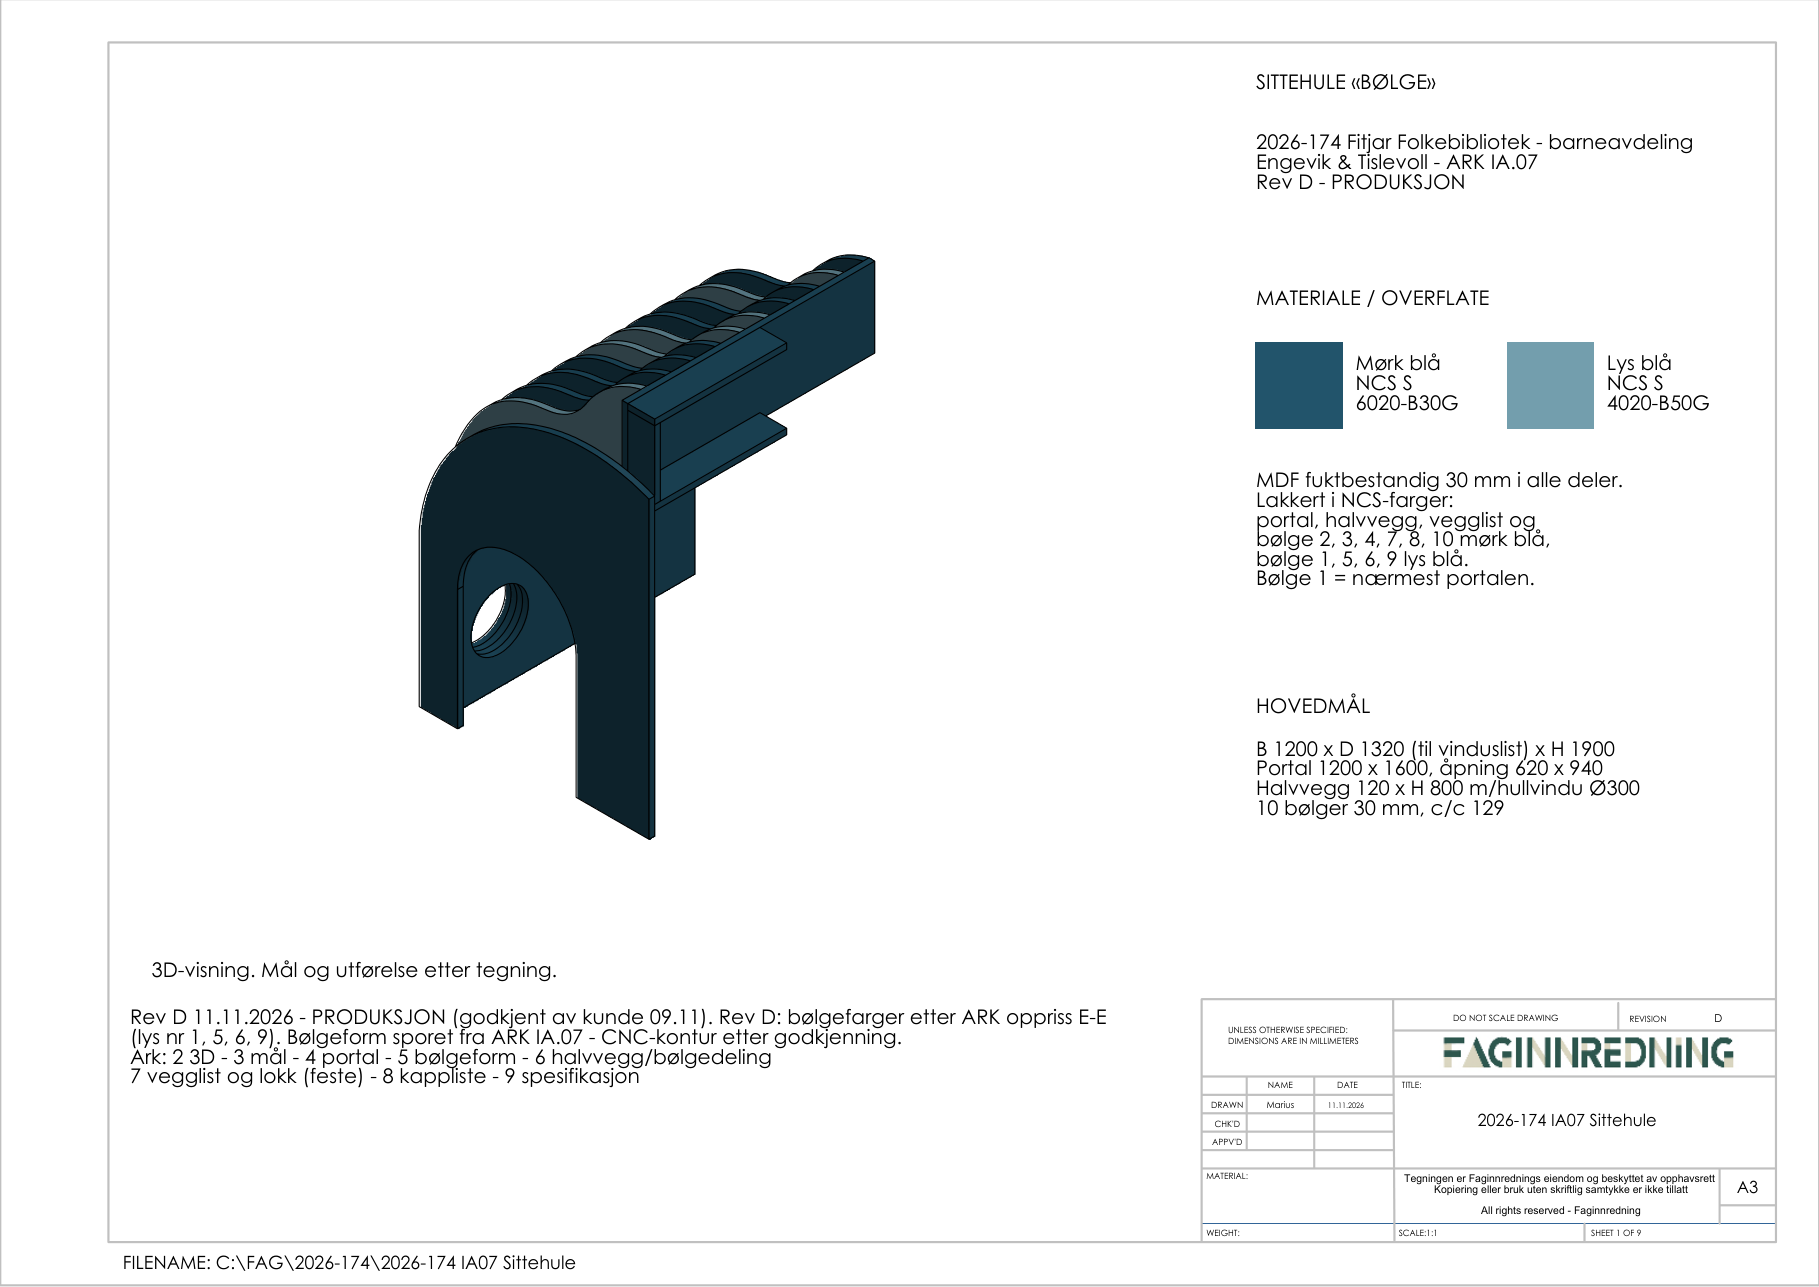 SITTEHULE «BØLGE»
2026-174 Fitjar Folkebibliotek - barneavdeling
Engevik & Tislevoll - ARK IA.07
Rev D - PRODUKSJON
MATERIALE / OVERFLATE
Mørk blå
NCS S
6020-B30G
Lys blå
NCS S
4020-B50G
MDF fuktbestandig 30 mm i alle deler.
Lakkert i NCS-farger:
portal, halvvegg, vegglist og
bølge 2, 3, 4, 7, 8, 10 mørk blå,
bølge 1, 5, 6, 9 lys blå.
Bølge 1 = nærmest portalen.
HOVEDMÅL
B 1200 x D 1320 (til vinduslist) x H 1900
Portal 1200 x 1600, åpning 620 x 940
Halvvegg 120 x H 800 m/hullvindu Ø300
10 bølger 30 mm, c/c 129
3D-visning. Mål og utførelse etter tegning.
Rev D 11.11.2026 - PRODUKSJON (godkjent av kunde 09.11). Rev D: bølgefarger etter ARK oppriss E-E
(lys nr 1, 5, 6, 9). Bølgeform sporet fra ARK IA.07 - CNC-kontur etter godkjenning.
Ark: 2 3D - 3 mål - 4 portal - 5 bølgeform - 6 halvvegg/bølgedeling
7 vegglist og lokk (feste) - 8 kappliste - 9 spesifikasjon
UNLESS OTHERWISE SPECIFIED:
DIMENSIONS ARE IN MILLIMETERS
DO NOT SCALE DRAWING
REVISION D
FAGINNREDNING
NAME DATE
DRAWN Marius 11.11.2026
CHK'D
APPV'D
TITLE:
2026-174 IA07 Sittehule
MATERIAL:
Tegningen er Faginnrednings eiendom og beskyttet av opphavsrett
Kopiering eller bruk uten skriftlig samtykke er ikke tillatt
All rights reserved - Faginnredning
A3
WEIGHT:
SCALE:1:1
SHEET 1 OF 9
FILENAME: C:\FAG\2026-174\2026-174 IA07 Sittehule